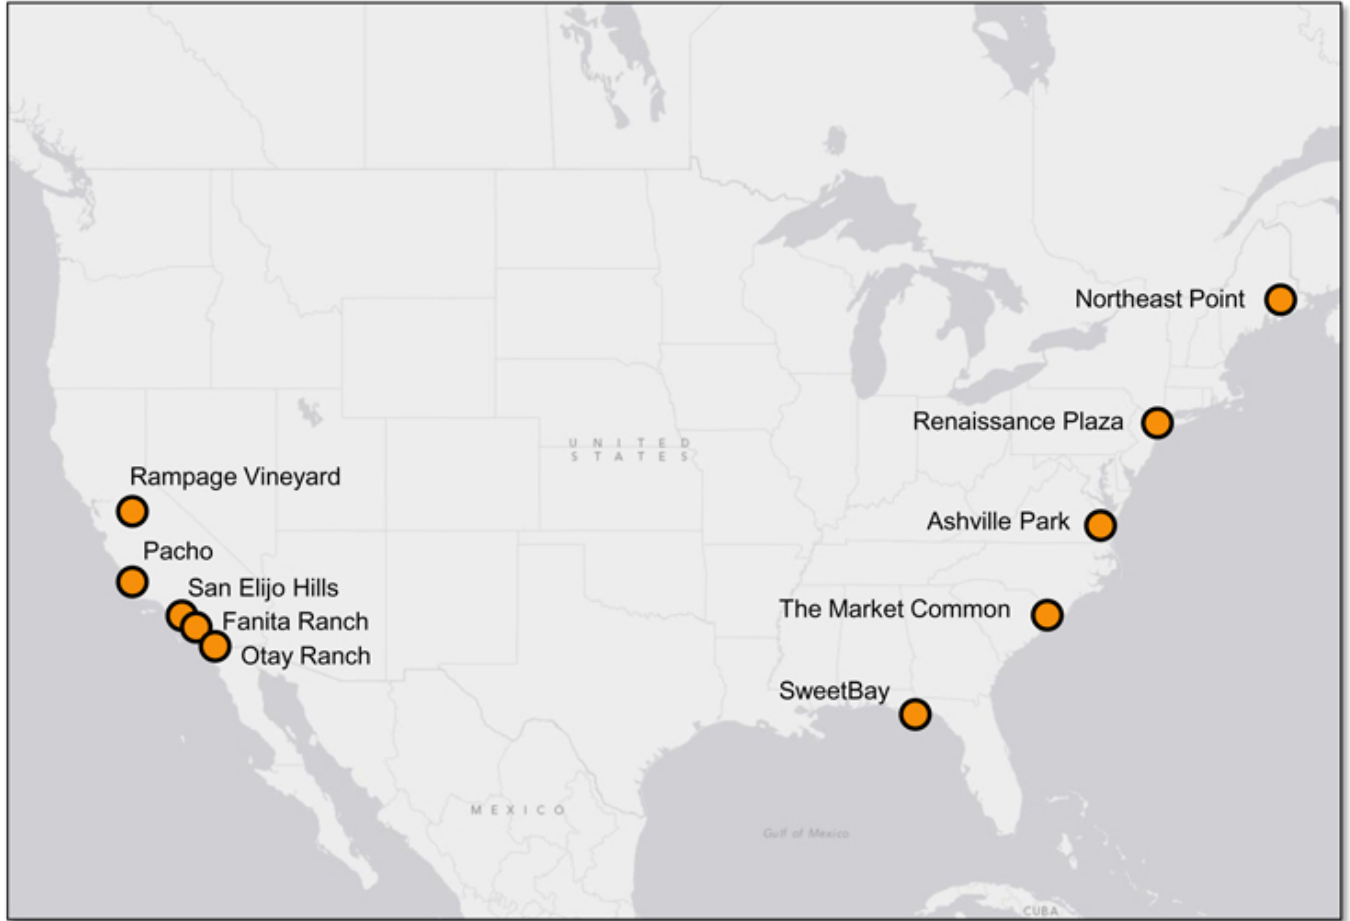 Northeast Point
Renaissance Plaza
UNITED
STATES
Rampage Vineyard
Ashville Park
Pacho
San Elijo Hills
The Market Common
Fanita Ranch
Otay Ranch
SweetBay
MEXICO
Gulf of Mexico
CUBA